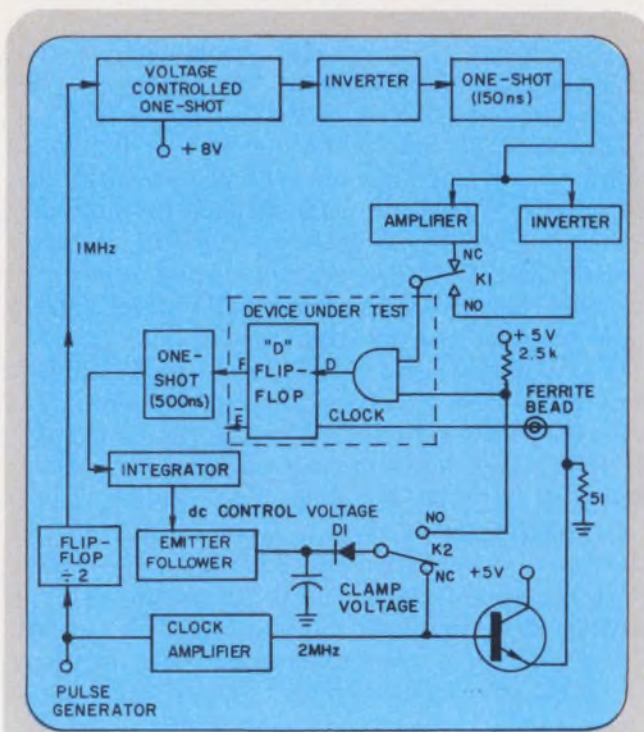 VOLTAGE
CONTROLLED
ONE-SHOT
INVERTER
ONE-SHOT
(150ns)
+8V
AMPLIFIER
INVERTER
1MHz
NC
K1
NO
DEVICE UNDER TEST
+5V
2.5k
ONE-
SHOT
(500ns)
F
"D"
FLIP-
FLOP
D
CLOCK
F
FERRITE
BEAD
51
INTEGRATOR
dc CONTROL VOLTAGE
NO
D1
K2
FLIP-
FLOP
÷2
EMITTER
FOLLOWER
NC
+5V
CLAMP
VOLTAGE
CLOCK
AMPLIFIER
2MHz
PULSE
GENERATOR